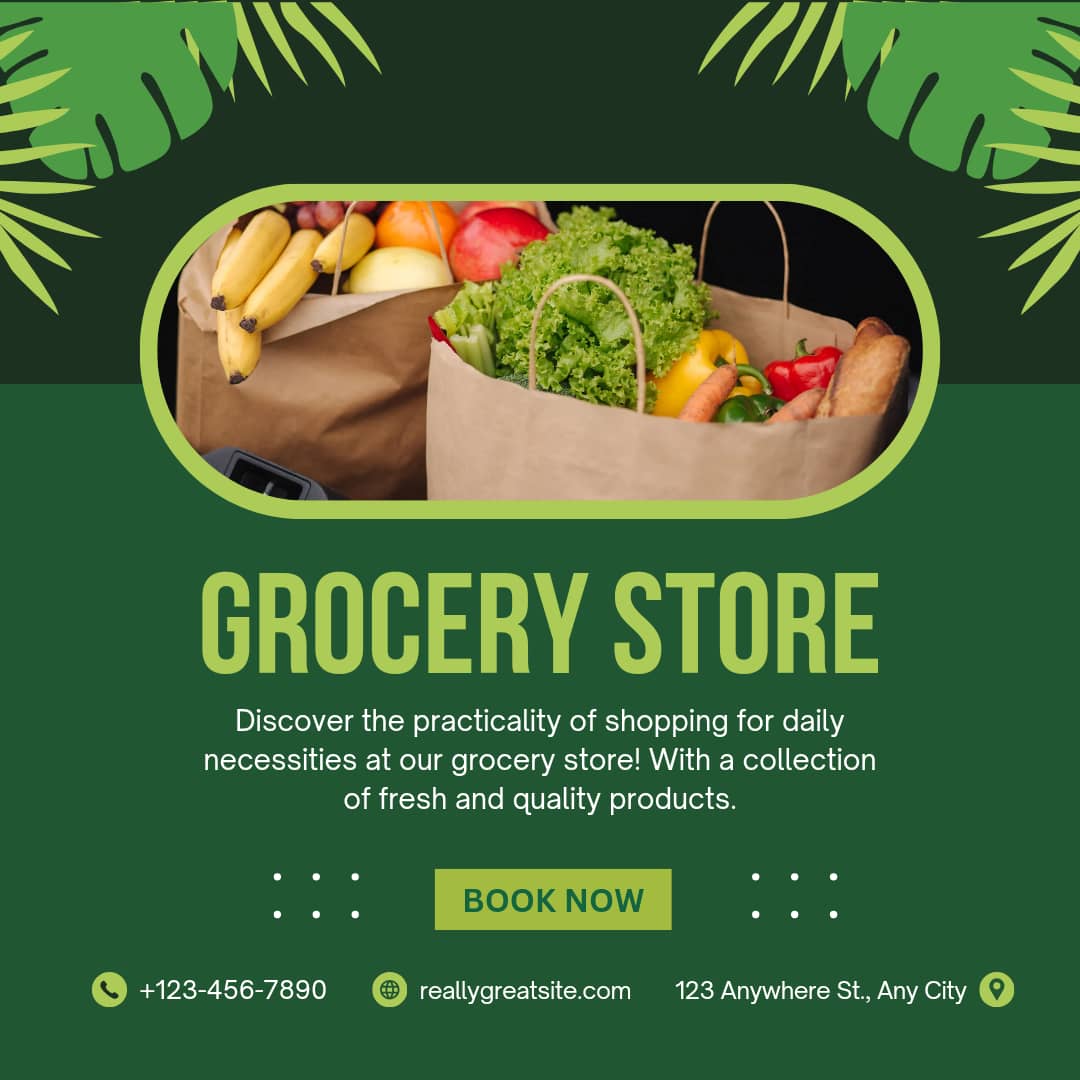 GROCERY STORE
Discover the practicality of shopping for daily
necessities at our grocery store! With a collection
of fresh and quality products.
BOOK NOW
+123-456-7890
reallygreatsite.com
123 Anywhere St., Any City